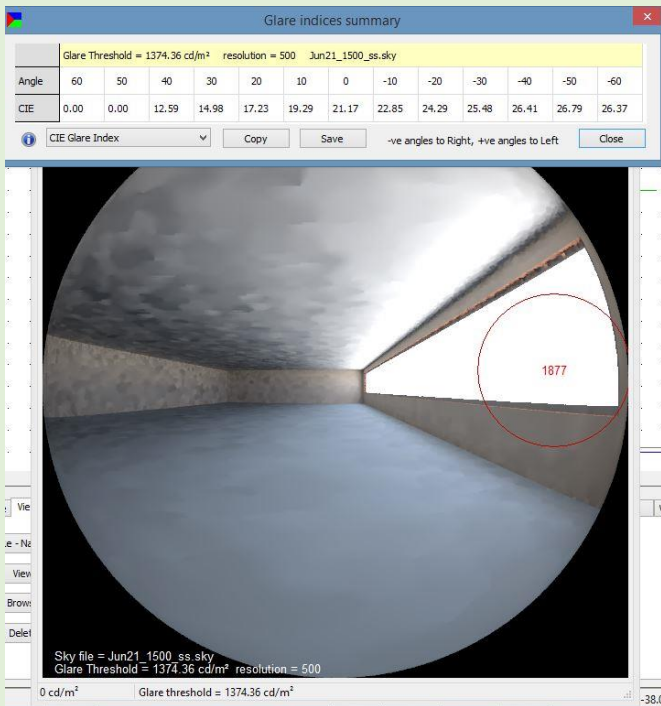 Glare indices summary
Glare Threshold = 1374.36 cd/m² resolution = 500 Jun21_1500_ss.sky
Angle 60 50 40 30 20 10 0 -10 -20 -30 -40 -50 -60
CIE 0.00 0.00 12.59 14.98 17.23 19.29 21.17 22.85 24.29 25.48 26.41 26.79 26.37
CIE Glare Index Copy Save -ve angles to Right, +ve angles to Left Close
1877
Vie
e - Na
View
Brows
Delet
Sky file = Jun21_1500_ss.sky
Glare Threshold = 1374.36 cd/m² resolution = 500
0 cd/m² Glare threshold = 1374.36 cd/m²
-38.0